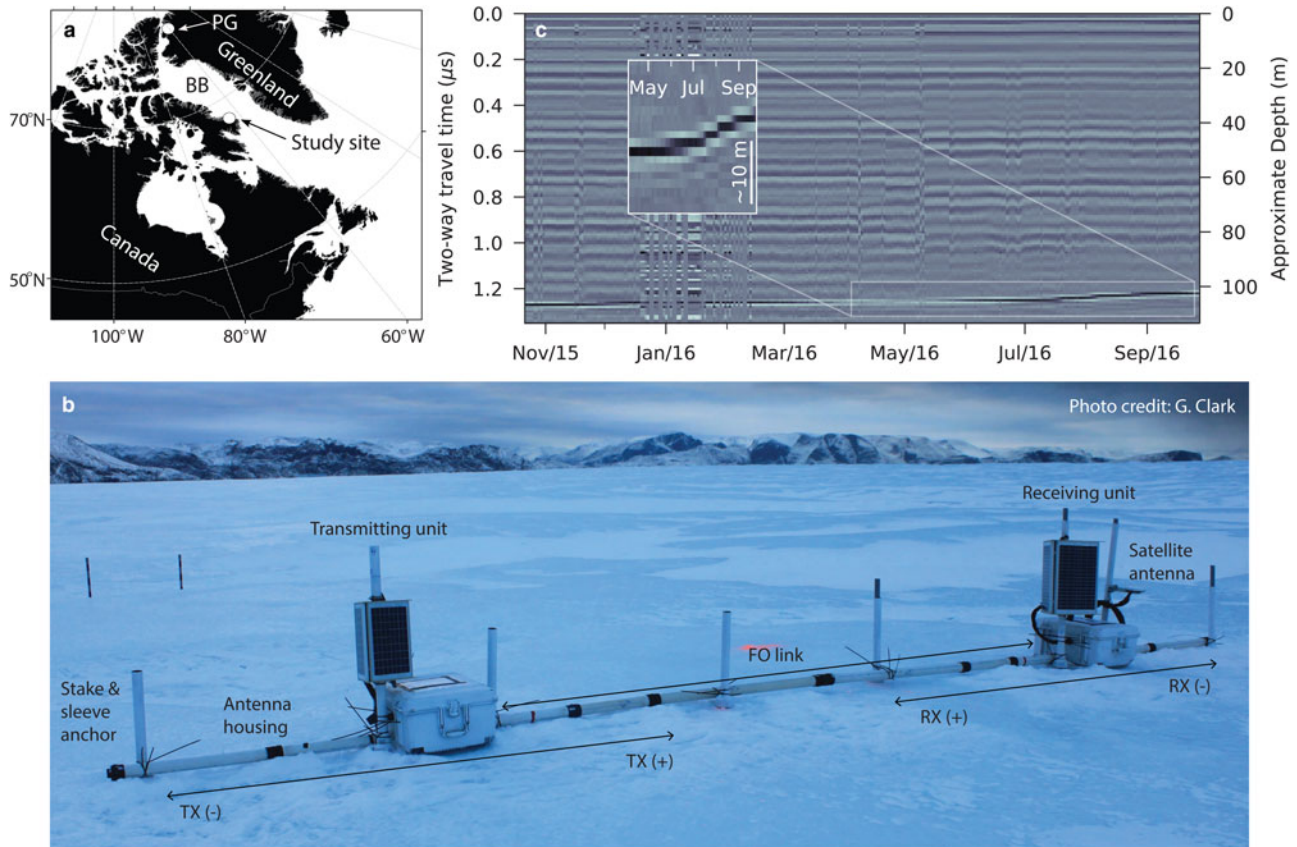 a
PG
Greenland
BB
Study site
Canada
70°N
50°N
100°W
80°W
60°W
c
Two-way travel time (µs)
0.0
0.2
0.4
0.6
0.8
1.0
1.2
May Jul Sep
~10 m
0
20
40
60
80
100
Approximate Depth (m)
Nov/15
Jan/16
Mar/16
May/16
Jul/16
Sep/16
b
Photo credit: G. Clark
Transmitting unit
Receiving unit
Satellite
antenna
FO link
Stake &
sleeve
anchor
Antenna
housing
RX (-)
RX (+)
TX (+)
TX (-)